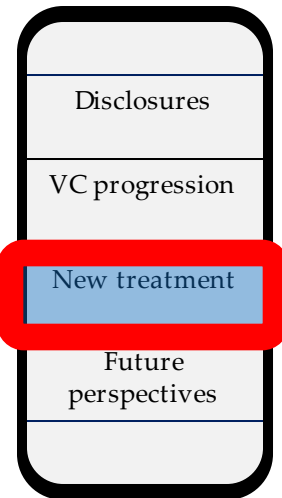 Disclosures
VC progression
New treatment
Future
perspectives